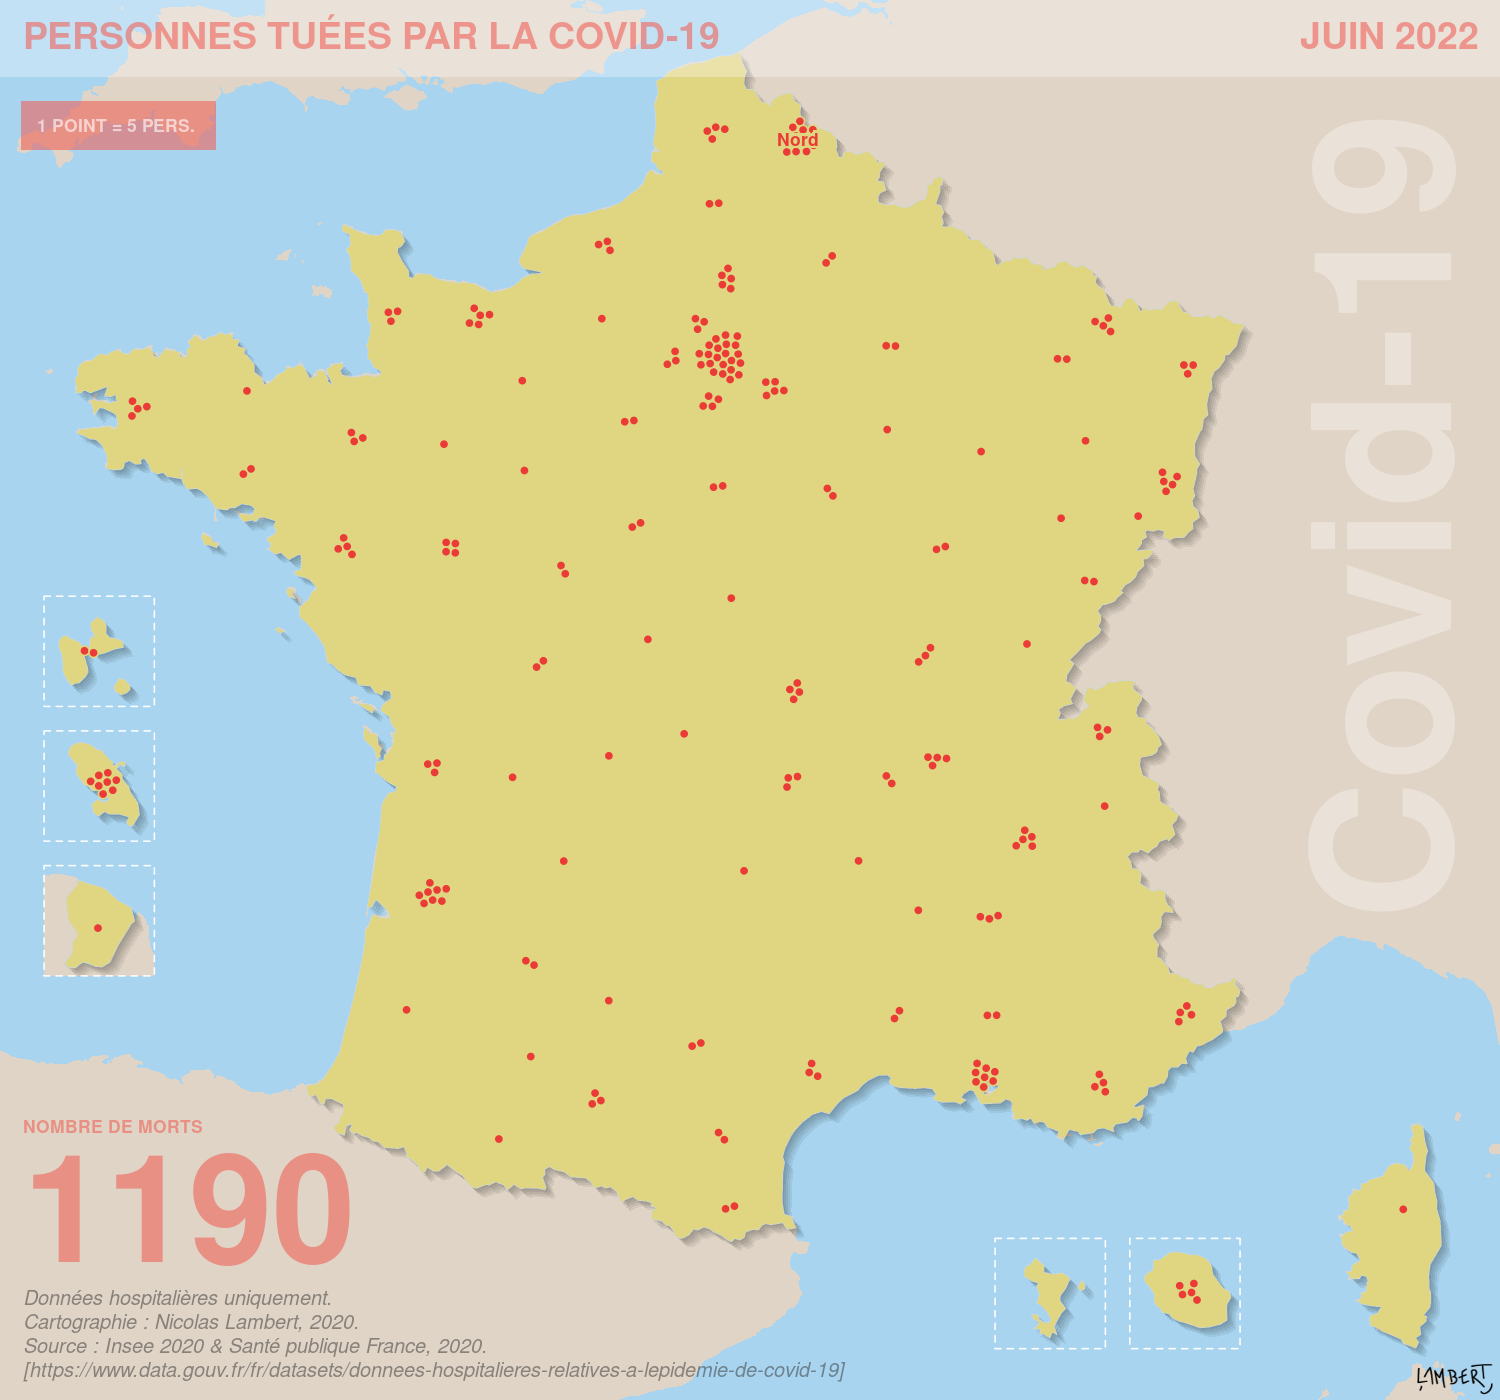 PERSONNES TUÉES PAR LA COVID-19
JUIN 2022
1 POINT = 5 PERS.
Nord
Covid-19
NOMBRE DE MORTS
1190
Données hospitalières uniquement.
Cartographie : Nicolas Lambert, 2020.
Source : Insee 2020 & Santé publique France, 2020.
[https://www.data.gouv.fr/fr/datasets/donnees-hospitalieres-relatives-a-lepidemie-de-covid-19]
LAMBERT